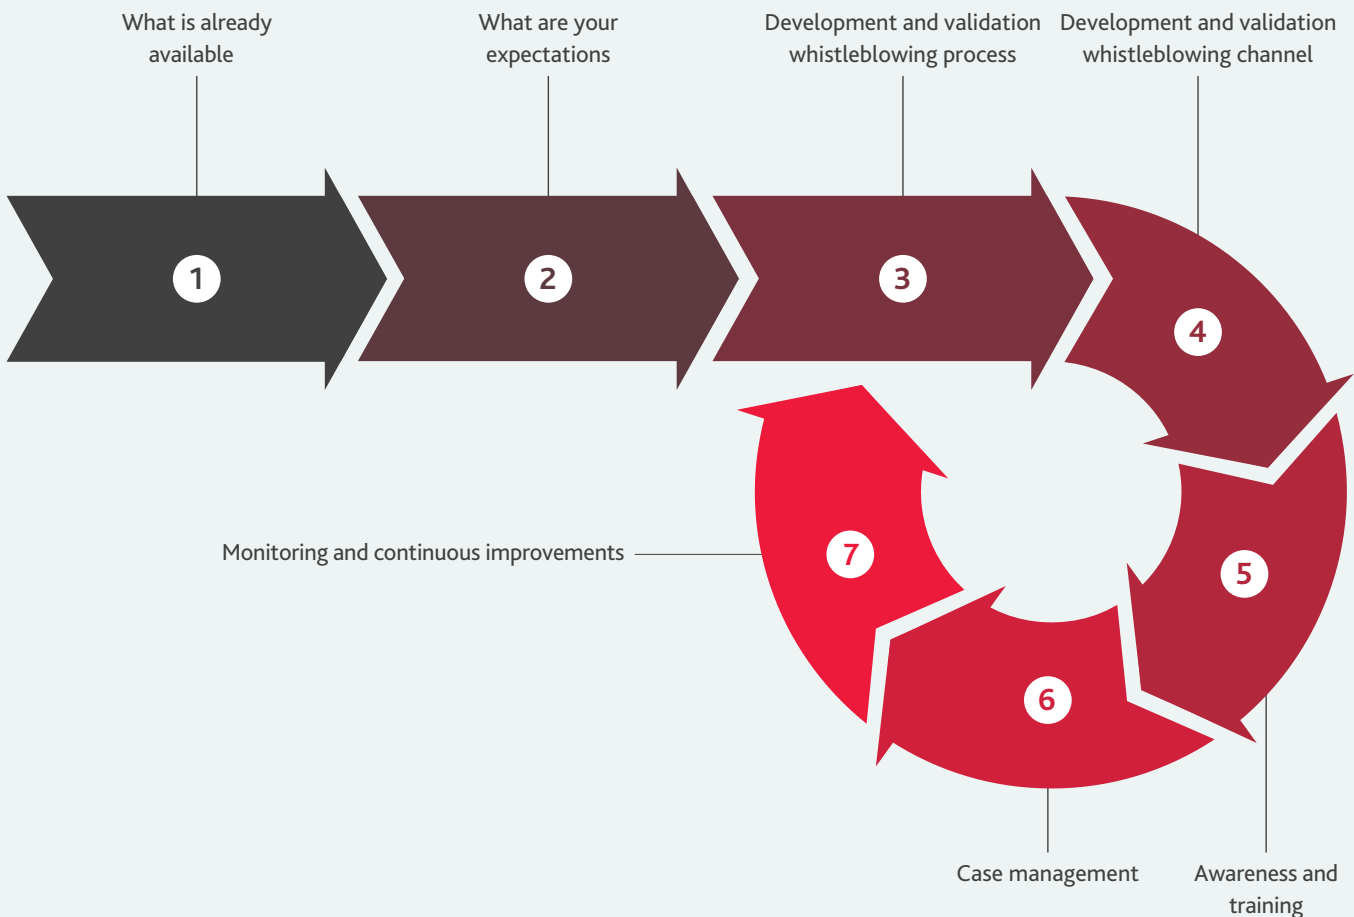 What is already
available
What are your
expectations
Development and validation
whistleblowing process
Development and validation
whistleblowing channel
1
2
3
4
Monitoring and continuous improvements
7
5
6
Case management
Awareness and
training